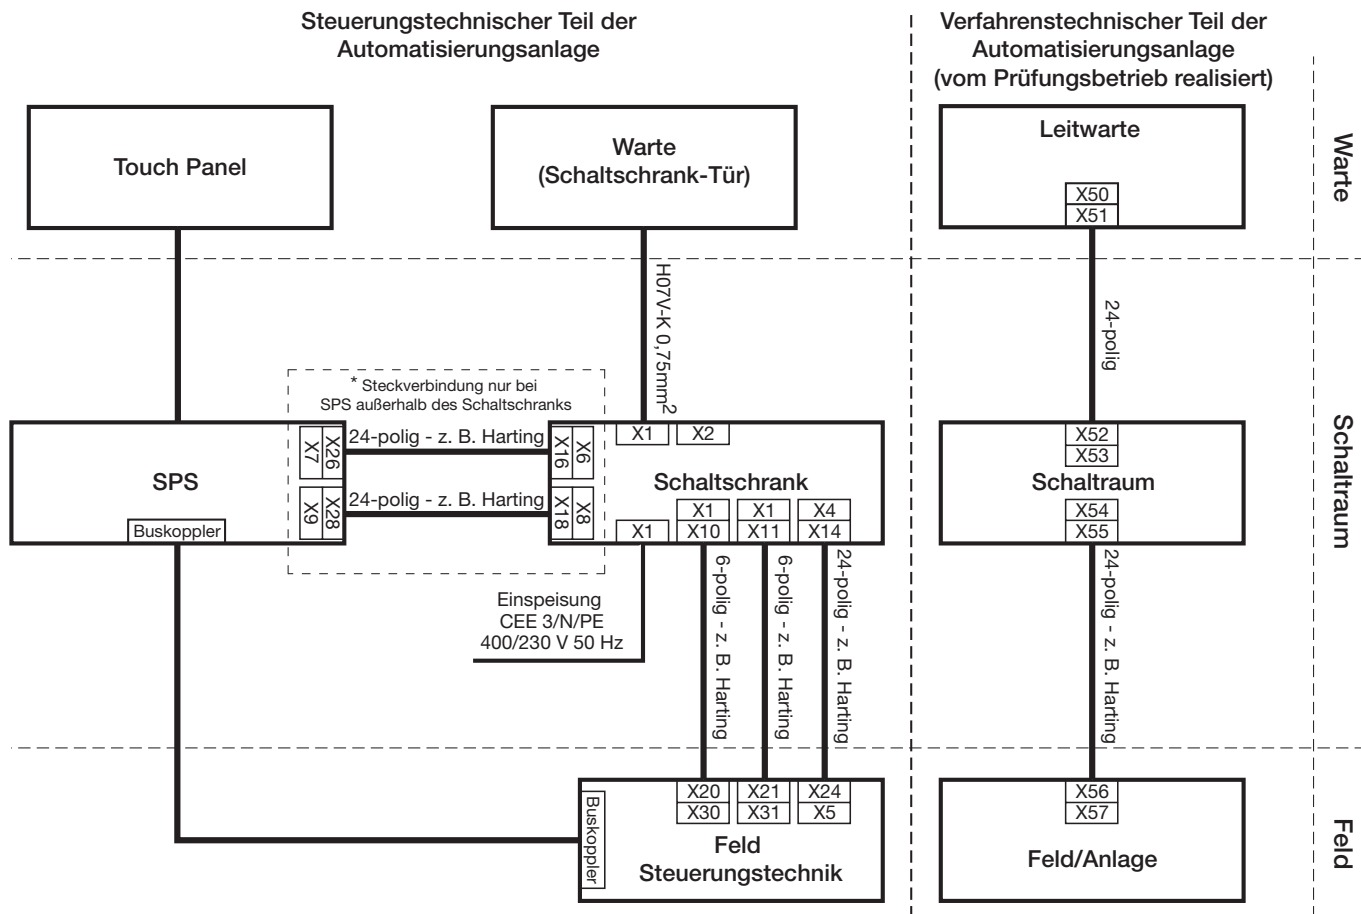 Steuerungstechnischer Teil der
Automatisierungsanlage
Verfahrenstechnischer Teil der
Automatisierungsanlage
(vom Prüfungsbetrieb realisiert)
Touch Panel
Warte
(Schaltschrank-Tür)
Leitwarte
X50
X51
Warte
H07V-K 0,75mm²
24-polig
* Steckverbindung nur bei
SPS außerhalb des Schaltschranks
SPS
X7
X26
24-polig - z. B. Harting
X16
X6
X9
X28
24-polig - z. B. Harting
X18
X8
Buskoppler
X1
X2
Schaltschrank
X1
X1
X10
X1
X11
X4
X14
X52
X53
Schaltraum
X54
X55
Schaltraum
Einspeisung
CEE 3/N/PE
400/230 V 50 Hz
6-polig - z. B. Harting
6-polig - z. B. Harting
24-polig - z. B. Harting
24-polig - z. B. Harting
Buskoppler
X20
X30
X21
X31
X24
X5
Feld
Steuerungstechnik
X56
X57
Feld/Anlage
Feld